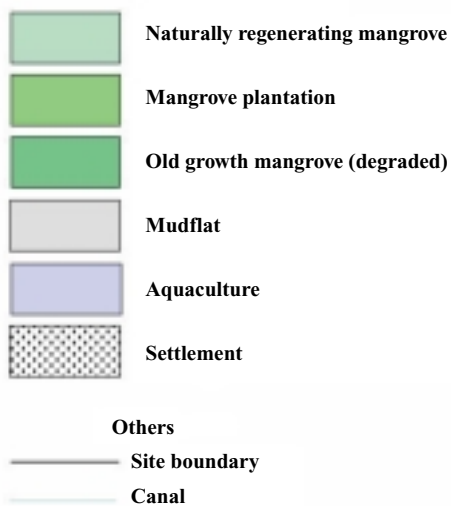 Naturally regenerating mangrove
Mangrove plantation
Old growth mangrove (degraded)
Mudflat
Aquaculture
Settlement
Others
Site boundary
Canal